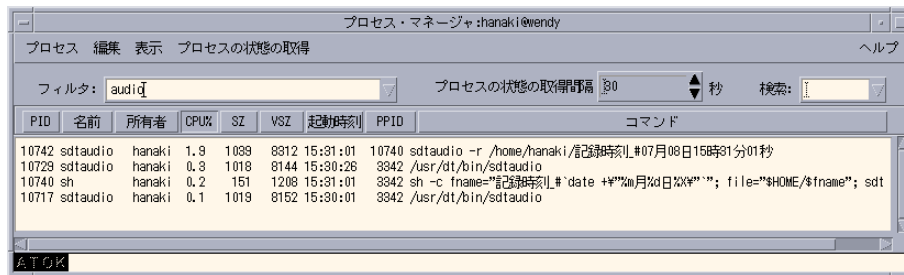 プロセス・マネージャ:hanaki@wendy
プロセス 編集 表示 プロセスの状態の取得 ヘルプ
フィルタ: audio プロセスの状態の取得間隔 30 秒 検索:
PID 名前 所有者 CPU% SZ VSZ 起動時刻 PPID コマンド
10742 sdtaudio hanaki 1.9 1039 8312 15:31:01 10740 sdtaudio -r /home/hanaki/記録時刻_#07月08日15時31分01秒
10729 sdtaudio hanaki 0.3 1018 8144 15:30:26 3342 /usr/dt/bin/sdtaudio
10740 sh hanaki 0.2 151 1208 15:31:01 3342 sh -c fname="記録時刻_#`date +¥"%m月%d日%X¥"`"; file="$HOME/$fname"; sdt
10717 sdtaudio hanaki 0.1 1019 8152 15:30:01 3342 /usr/dt/bin/sdtaudio
ATOK